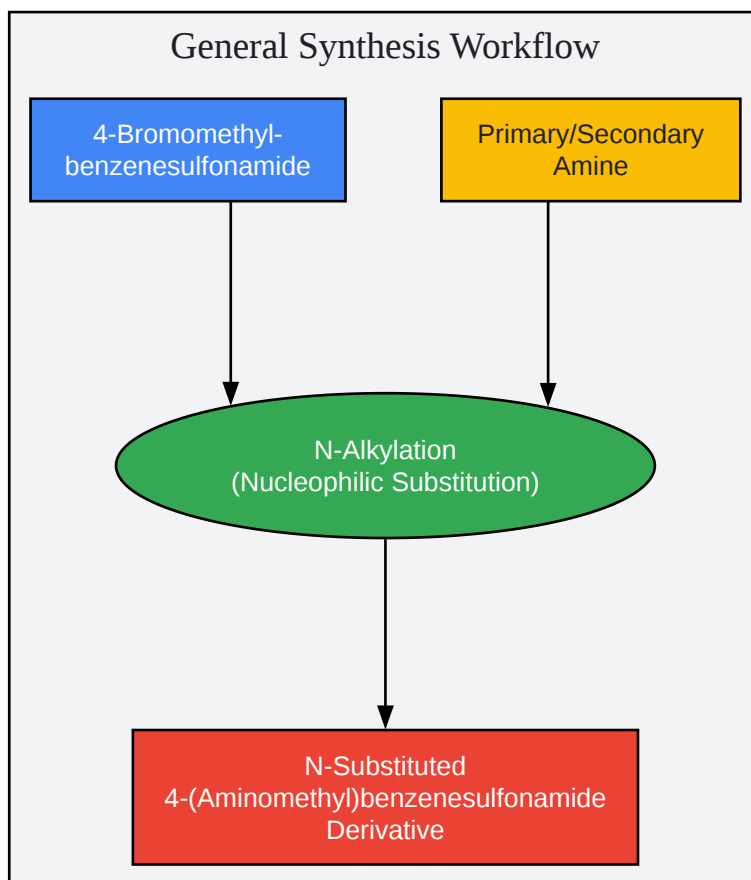 General Synthesis Workflow
4-Bromomethyl-
benzenesulfonamide
Primary/Secondary
Amine
N-Alkylation
(Nucleophilic Substitution)
N-Substituted
4-(Aminomethyl)benzenesulfonamide
Derivative